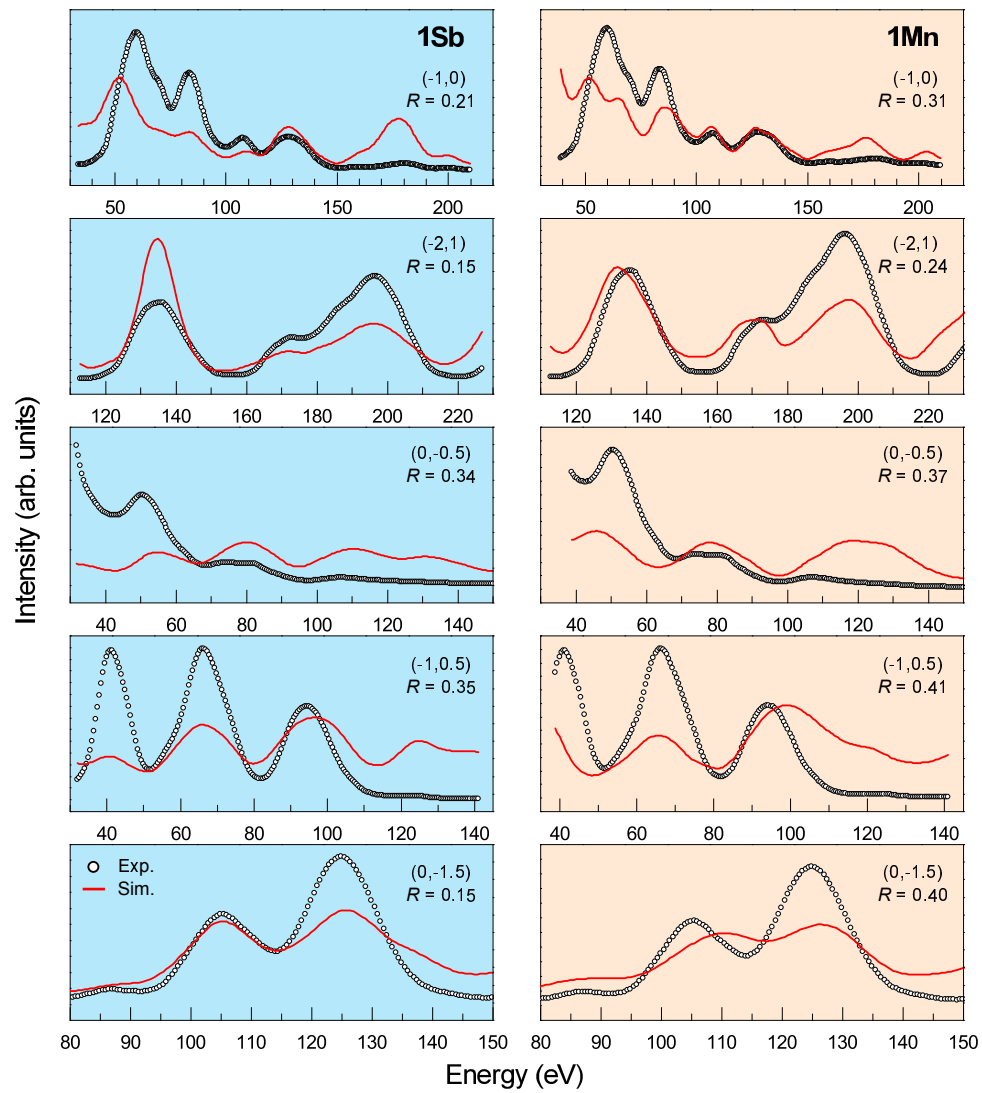 1Sb
(-1,0)
R = 0.21
50 100 150 200
(-2,1)
R = 0.15
120 140 160 180 200 220
(0,-0.5)
R = 0.34
40 60 80 100 120 140
(-1,0.5)
R = 0.35
40 60 80 100 120 140
Exp.
Sim.
(0,-1.5)
R = 0.15
80 90 100 110 120 130 140 150
1Mn
(-1,0)
R = 0.31
50 100 150 200
(-2,1)
R = 0.24
120 140 160 180 200 220
(0,-0.5)
R = 0.37
40 60 80 100 120 140
(-1,0.5)
R = 0.41
40 60 80 100 120 140
(0,-1.5)
R = 0.40
80 90 100 110 120 130 140 150
Intensity (arb. units)
Energy (eV)